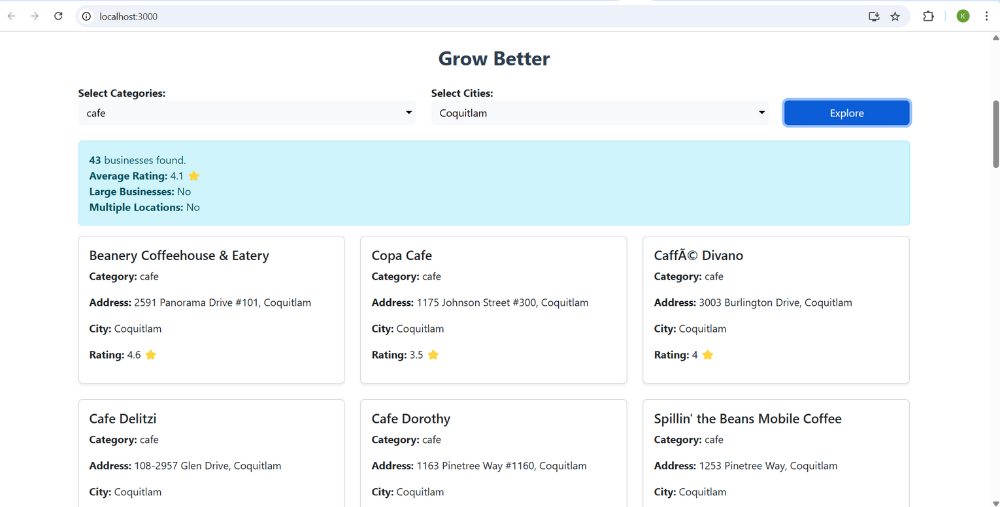 localhost:3000
K
Grow Better
Select Categories:
Select Cities:
cafe
Coquitlam
Explore
43 businesses found.
Average Rating: 4.1
Large Businesses: No
Multiple Locations: No
Beanery Coffeehouse & Eatery
Category: cafe
Address: 2591 Panorama Drive #101, Coquitlam
City: Coquitlam
Rating: 4.6
Copa Cafe
Category: cafe
Address: 1175 Johnson Street #300, Coquitlam
City: Coquitlam
Rating: 3.5
CaffÃ© Divano
Category: cafe
Address: 3003 Burlington Drive, Coquitlam
City: Coquitlam
Rating: 4
Cafe Delitzi
Category: cafe
Address: 108-2957 Glen Drive, Coquitlam
City: Coquitlam
Cafe Dorothy
Category: cafe
Address: 1163 Pinetree Way #1160, Coquitlam
City: Coquitlam
Spillin' the Beans Mobile Coffee
Category: cafe
Address: 1253 Pinetree Way, Coquitlam
City: Coquitlam